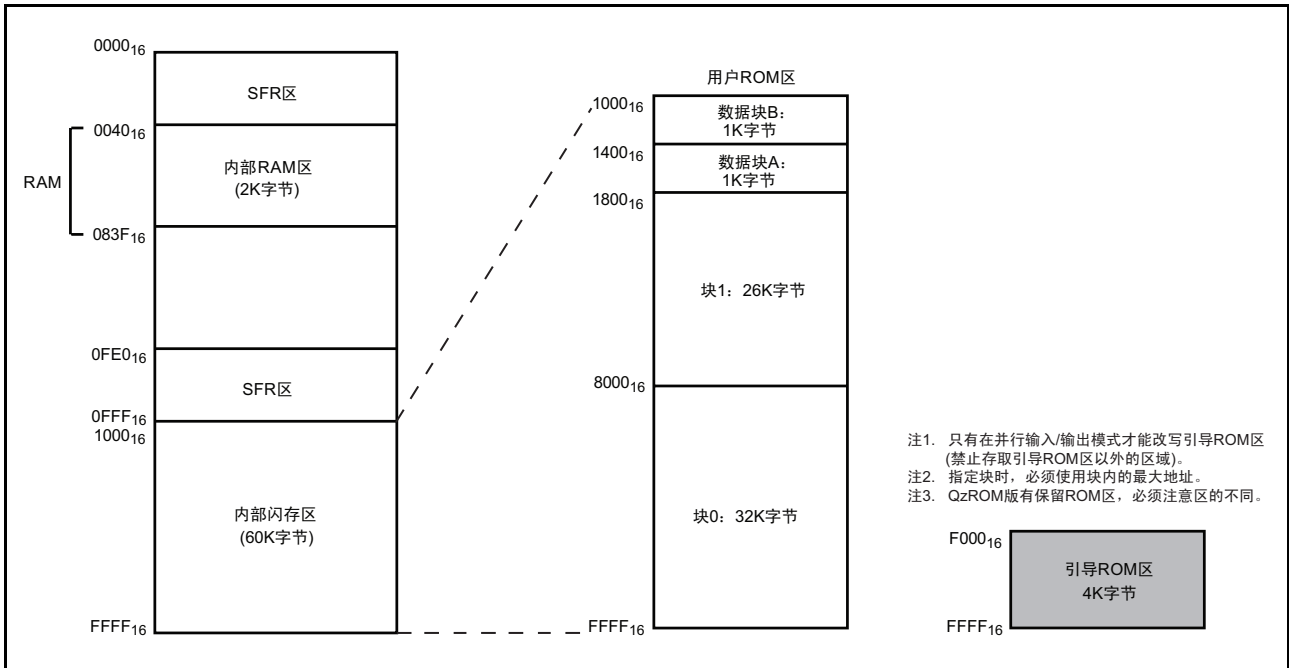 0000₁₆
SFR区
0040₁₆
RAM
内部RAM区
(2K字节)
083F₁₆
0FE0₁₆
SFR区
0FFF₁₆
1000₁₆
内部闪存区
(60K字节)
FFFF₁₆
用户ROM区
1000₁₆
数据块B：
1K字节
1400₁₆
数据块A：
1K字节
1800₁₆
块1：26K字节
8000₁₆
块0：32K字节
FFFF₁₆
注1. 只有在并行输入/输出模式才能改写引导ROM区
(禁止存取引导ROM区以外的区域)。
注2. 指定块时，必须使用块内的最大地址。
注3. QzROM版有保留ROM区，必须注意区的不同。
F000₁₆
引导ROM区
4K字节
FFFF₁₆